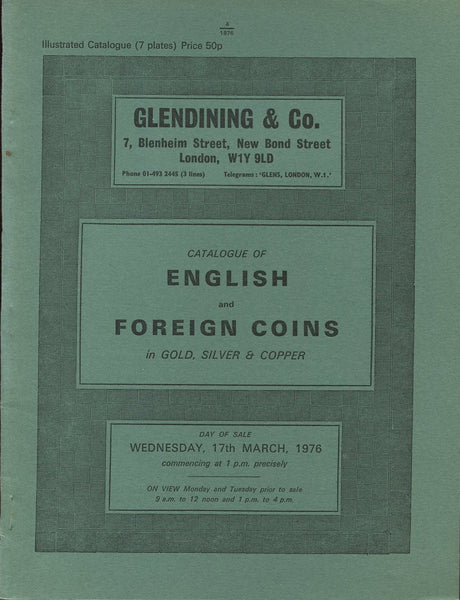 4
1976
Illustrated Catalogue (7 plates) Price 50p
GLENDINING & Co.
7, Blenheim Street, New Bond Street
London, W1Y 9LD
Phone 01-493 2445 (3 lines) Telegrams : 'GLENS, LONDON, W.1.'
CATALOGUE OF
ENGLISH
and
FOREIGN COINS
in GOLD, SILVER & COPPER
DAY OF SALE
WEDNESDAY, 17th MARCH, 1976
commencing at 1 p.m. precisely
ON VIEW Monday and Tuesday prior to sale
9 a.m. to 12 noon and 1 p.m. to 4 p.m.